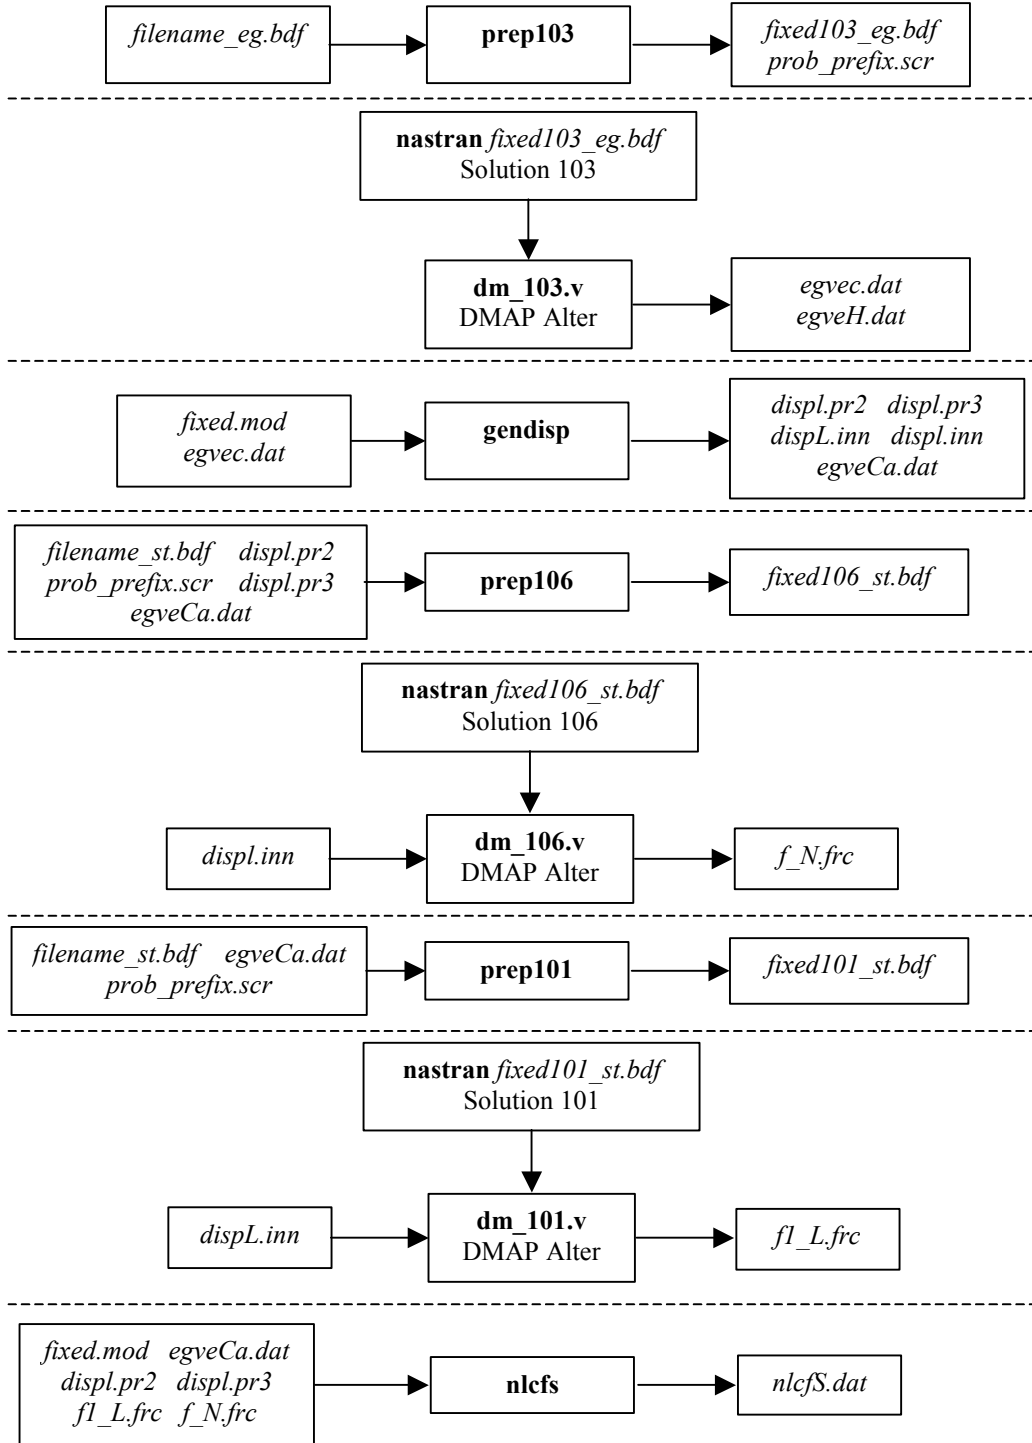 filename_eg.bdf
prep103
fixed103_eg.bdf
prob_prefix.scr
nastran fixed103_eg.bdf
Solution 103
dm_103.v
DMAP Alter
egvec.dat
egveH.dat
fixed.mod
egvec.dat
gendisp
displ.pr2 displ.pr3
dispL.inn displ.inn
egveCa.dat
filename_st.bdf displ.pr2
prob_prefix.scr displ.pr3
egveCa.dat
prep106
fixed106_st.bdf
nastran fixed106_st.bdf
Solution 106
displ.inn
dm_106.v
DMAP Alter
f_N.frc
filename_st.bdf egveCa.dat
prob_prefix.scr
prep101
fixed101_st.bdf
nastran fixed101_st.bdf
Solution 101
dispL.inn
dm_101.v
DMAP Alter
f1_L.frc
fixed.mod egveCa.dat
displ.pr2 displ.pr3
f1_L.frc f_N.frc
nlcfs
nlcfS.dat